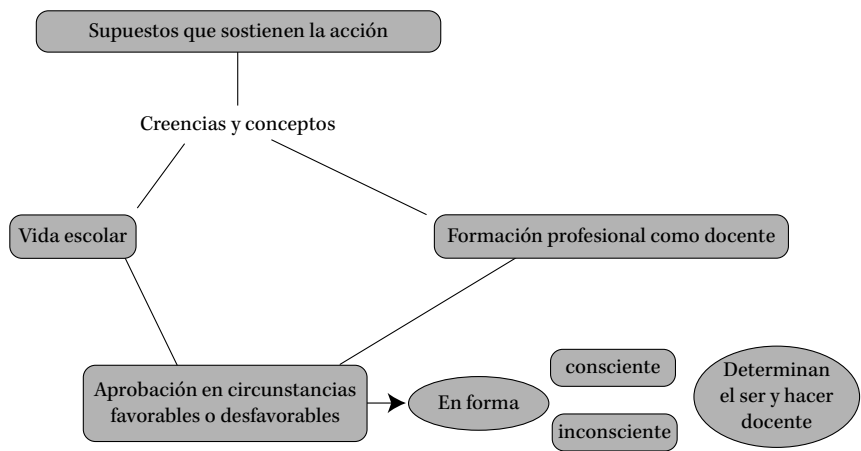 Supuestos que sostienen la acción
Creencias y conceptos
Vida escolar
Formación profesional como docente
Aprobación en circunstancias
favorables o desfavorables
En forma
consciente
inconsciente
Determinan
el ser y hacer
docente